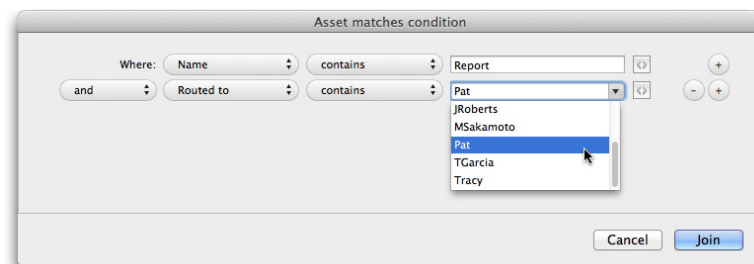 Asset matches condition
Where: Name contains Report <> +
and Routed to contains Pat <> - +
JRoberts
MSakamoto
Pat
TGarcia
Tracy
Cancel Join